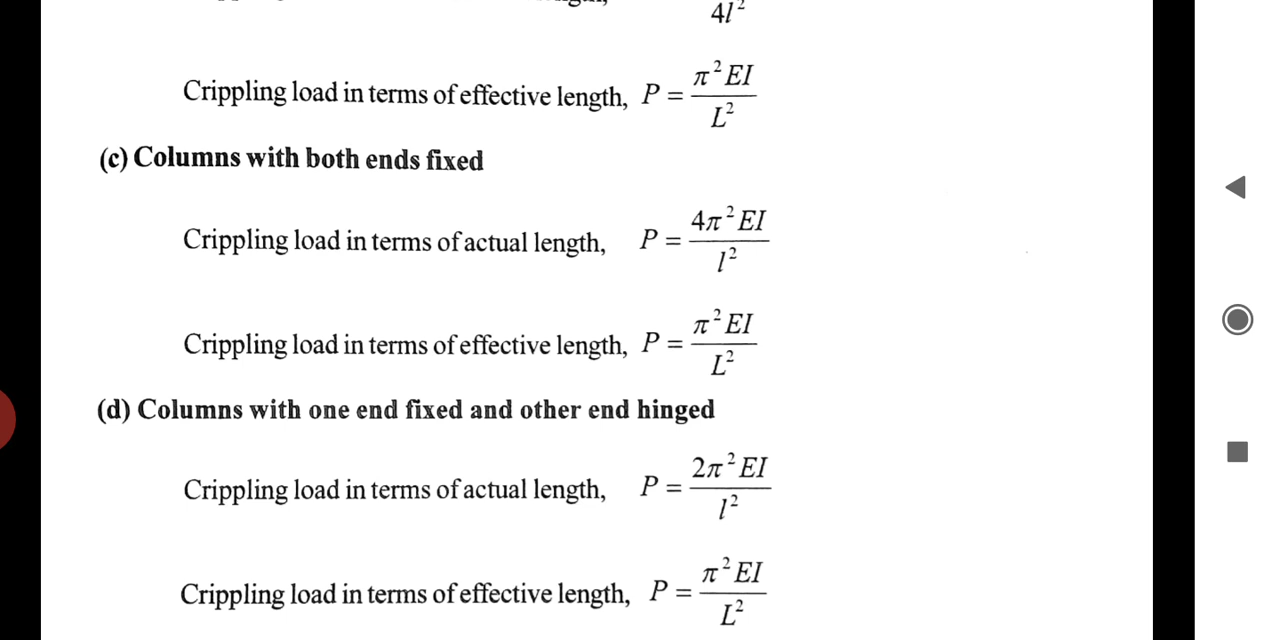 4l²
Crippling load in terms of effective length, P = π²EI / L²
(c) Columns with both ends fixed
Crippling load in terms of actual length, P = 4π²EI / l²
Crippling load in terms of effective length, P = π²EI / L²
(d) Columns with one end fixed and other end hinged
Crippling load in terms of actual length, P = 2π²EI / l²
Crippling load in terms of effective length, P = π²EI / L²